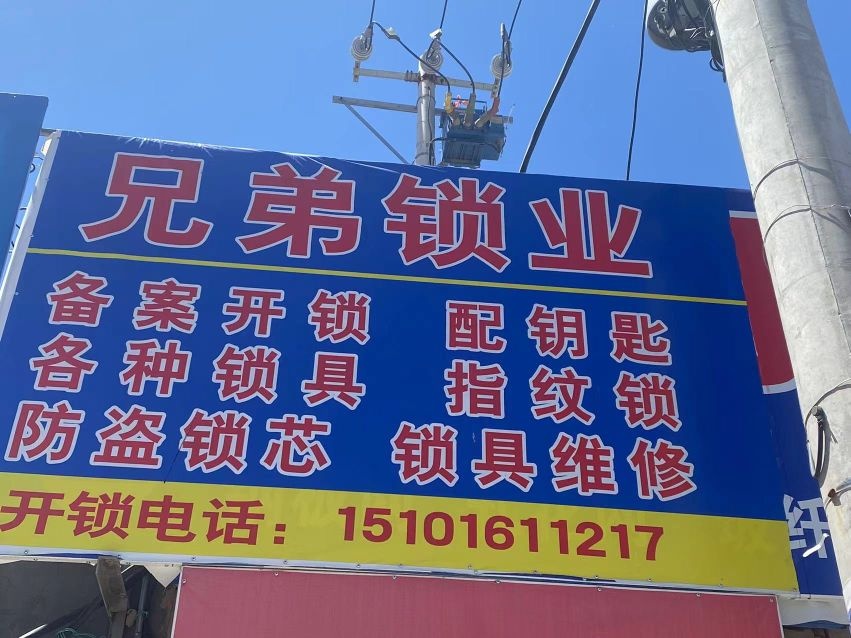 兄弟锁业
备案开锁 配钥匙
各种锁具 指纹锁
防盗锁芯 锁具维修
开锁电话：15101611217
纤